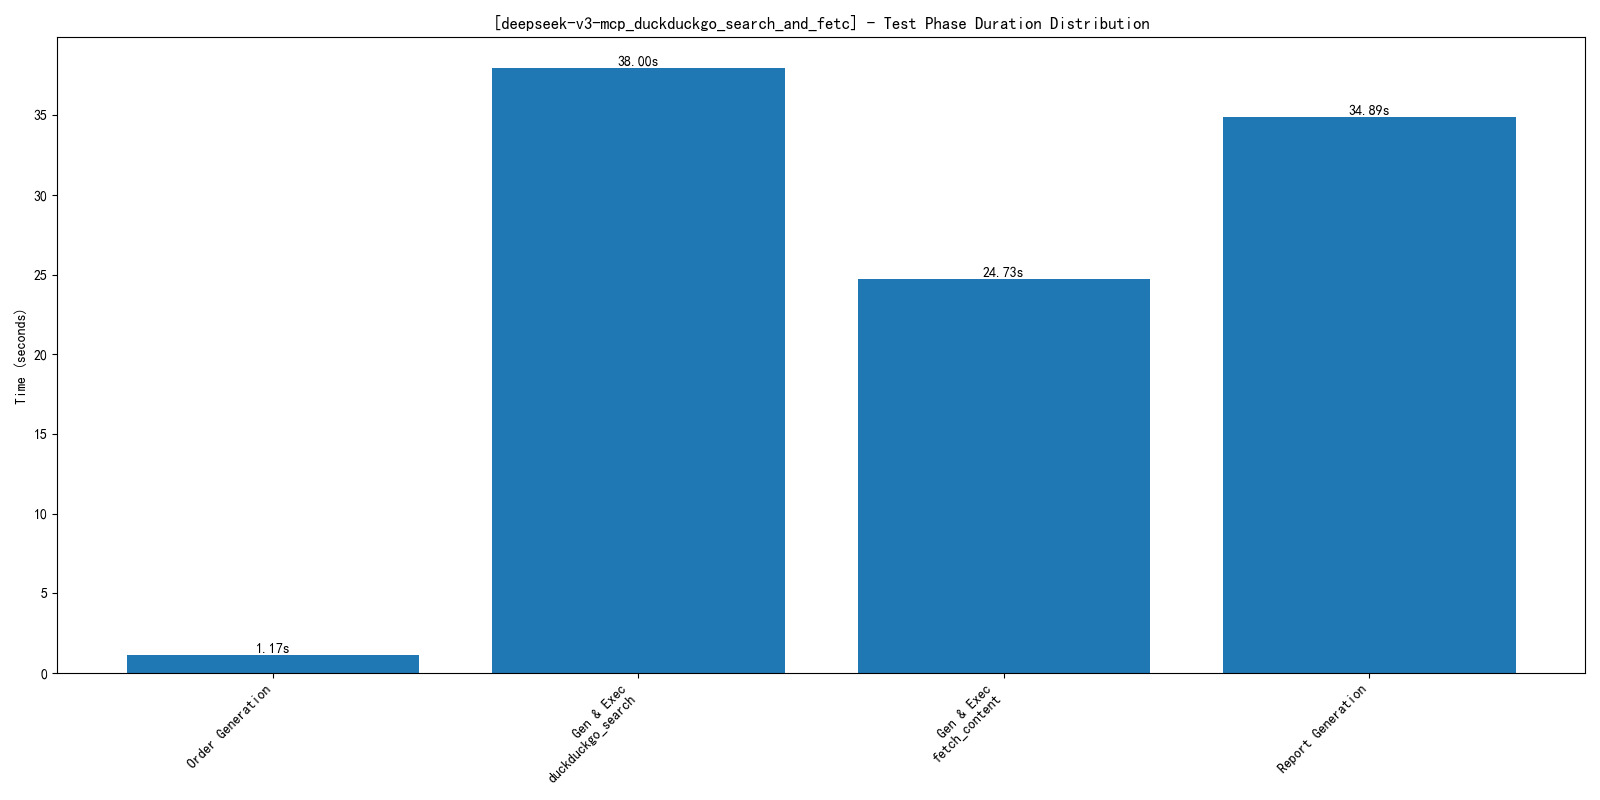 [deepseek-v3-mcp_duckduckgo_search_and_fetc] - Test Phase Duration Distribution
Time (seconds)
35
30
25
20
15
10
5
0
1.17s
38.00s
24.73s
34.89s
Order Generation
Gen & Exec
duckduckgo_search
Gen & Exec
fetch_content
Report Generation